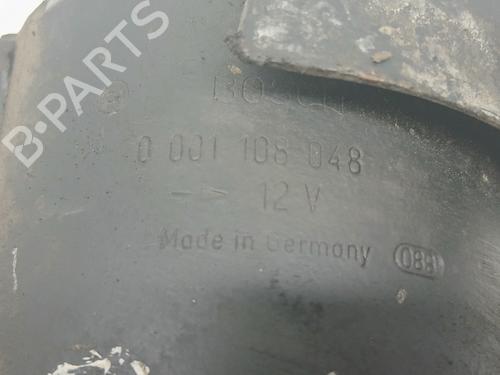 BOSCH
0 001 108 048
→ 12 V
Made in Germany 088
B-PARTS